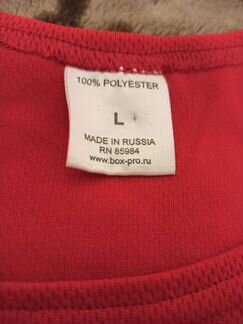 100% POLYESTER
L
MADE IN RUSSIA
RN 85984
www.box-pro.ru